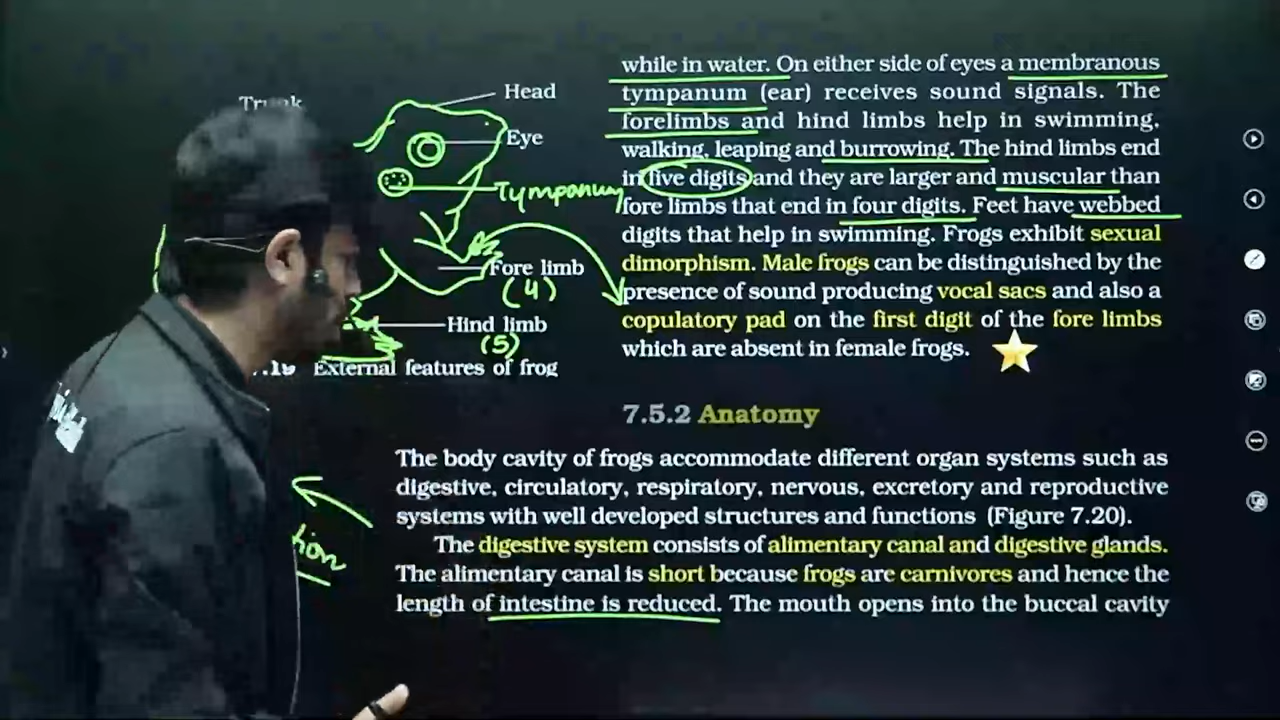 Head
Eye
Tympanum
Fore limb
(4)
Hind limb
(5)
External features of frog
while in water. On either side of eyes a membranous
tympanum (ear) receives sound signals. The
forelimbs and hind limbs help in swimming,
walking, leaping and burrowing. The hind limbs end
in five digits and they are larger and muscular than
fore limbs that end in four digits. Feet have webbed
digits that help in swimming. Frogs exhibit sexual
dimorphism. Male frogs can be distinguished by the
presence of sound producing vocal sacs and also a
copulatory pad on the first digit of the fore limbs
which are absent in female frogs.
7.5.2 Anatomy
The body cavity of frogs accommodate different organ systems such as
digestive, circulatory, respiratory, nervous, excretory and reproductive
systems with well developed structures and functions (Figure 7.20).
The digestive system consists of alimentary canal and digestive glands.
The alimentary canal is short because frogs are carnivores and hence the
length of intestine is reduced. The mouth opens into the buccal cavity